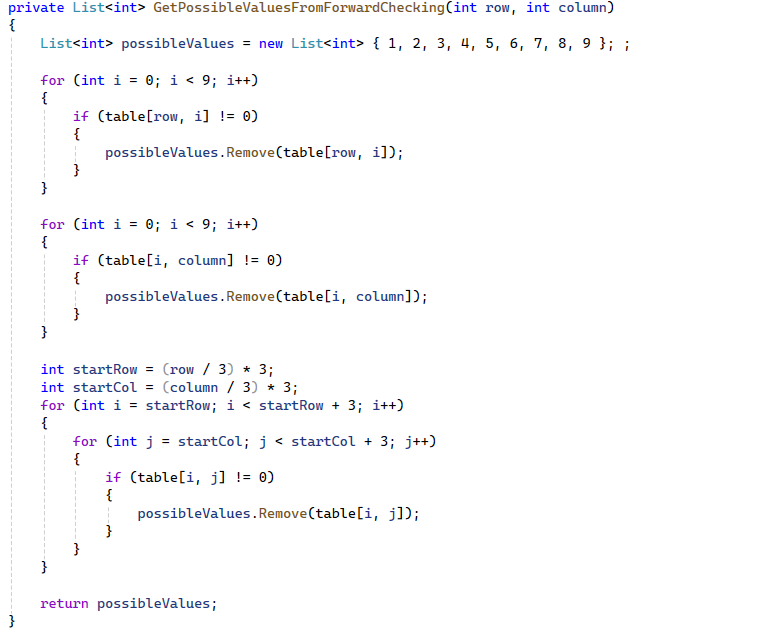 private List<int> GetPossibleValuesFromForwardChecking(int row, int column)
{
    List<int> possibleValues = new List<int> { 1, 2, 3, 4, 5, 6, 7, 8, 9 }; ;

    for (int i = 0; i < 9; i++)
    {
        if (table[row, i] != 0)
        {
            possibleValues.Remove(table[row, i]);
        }
    }

    for (int i = 0; i < 9; i++)
    {
        if (table[i, column] != 0)
        {
            possibleValues.Remove(table[i, column]);
        }
    }

    int startRow = (row / 3) * 3;
    int startCol = (column / 3) * 3;
    for (int i = startRow; i < startRow + 3; i++)
    {
        for (int j = startCol; j < startCol + 3; j++)
        {
            if (table[i, j] != 0)
            {
                possibleValues.Remove(table[i, j]);
            }
        }
    }

    return possibleValues;
}